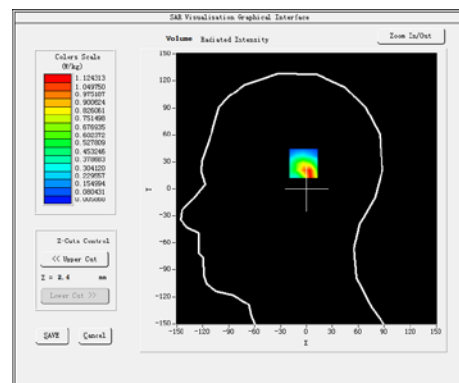 SAR Visualisation Graphical Interface
Volume Radiated Intensity
Zoom In/Out
Colors Scale
(W/kg)
1.124313
1.049750
0.975187
0.900624
0.826061
0.751498
0.676935
0.602372
0.527809
0.453246
0.378683
0.304120
0.229557
0.154994
0.080431
0.005868
Z-Cuts Control
<< Upper Cut
Z = 2.4 mm
Lower Cut >>
SAVE Cancel
150
120
90
60
30
0
-30
-60
-90
-120
-150
Y
-150 -120 -90 -60 -30 0 30 60 90 120 150
X